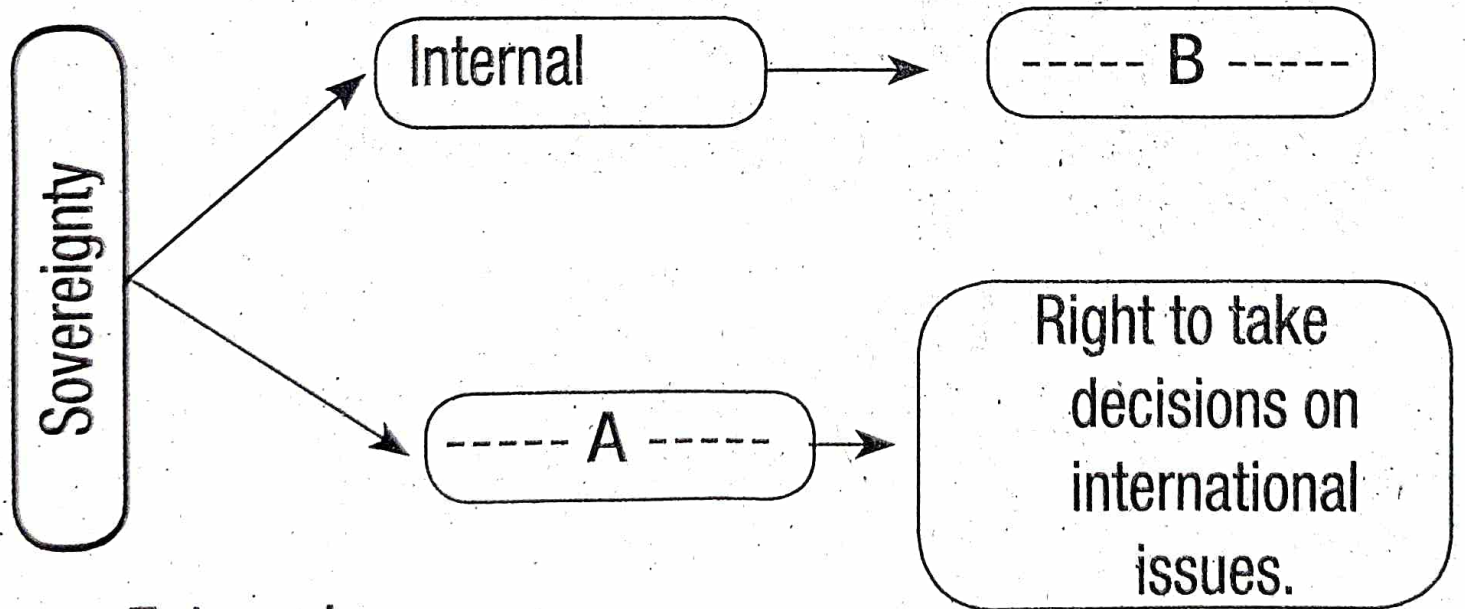 Sovereignty
Internal
----- B -----
----- A -----
Right to take
decisions on
international
issues.